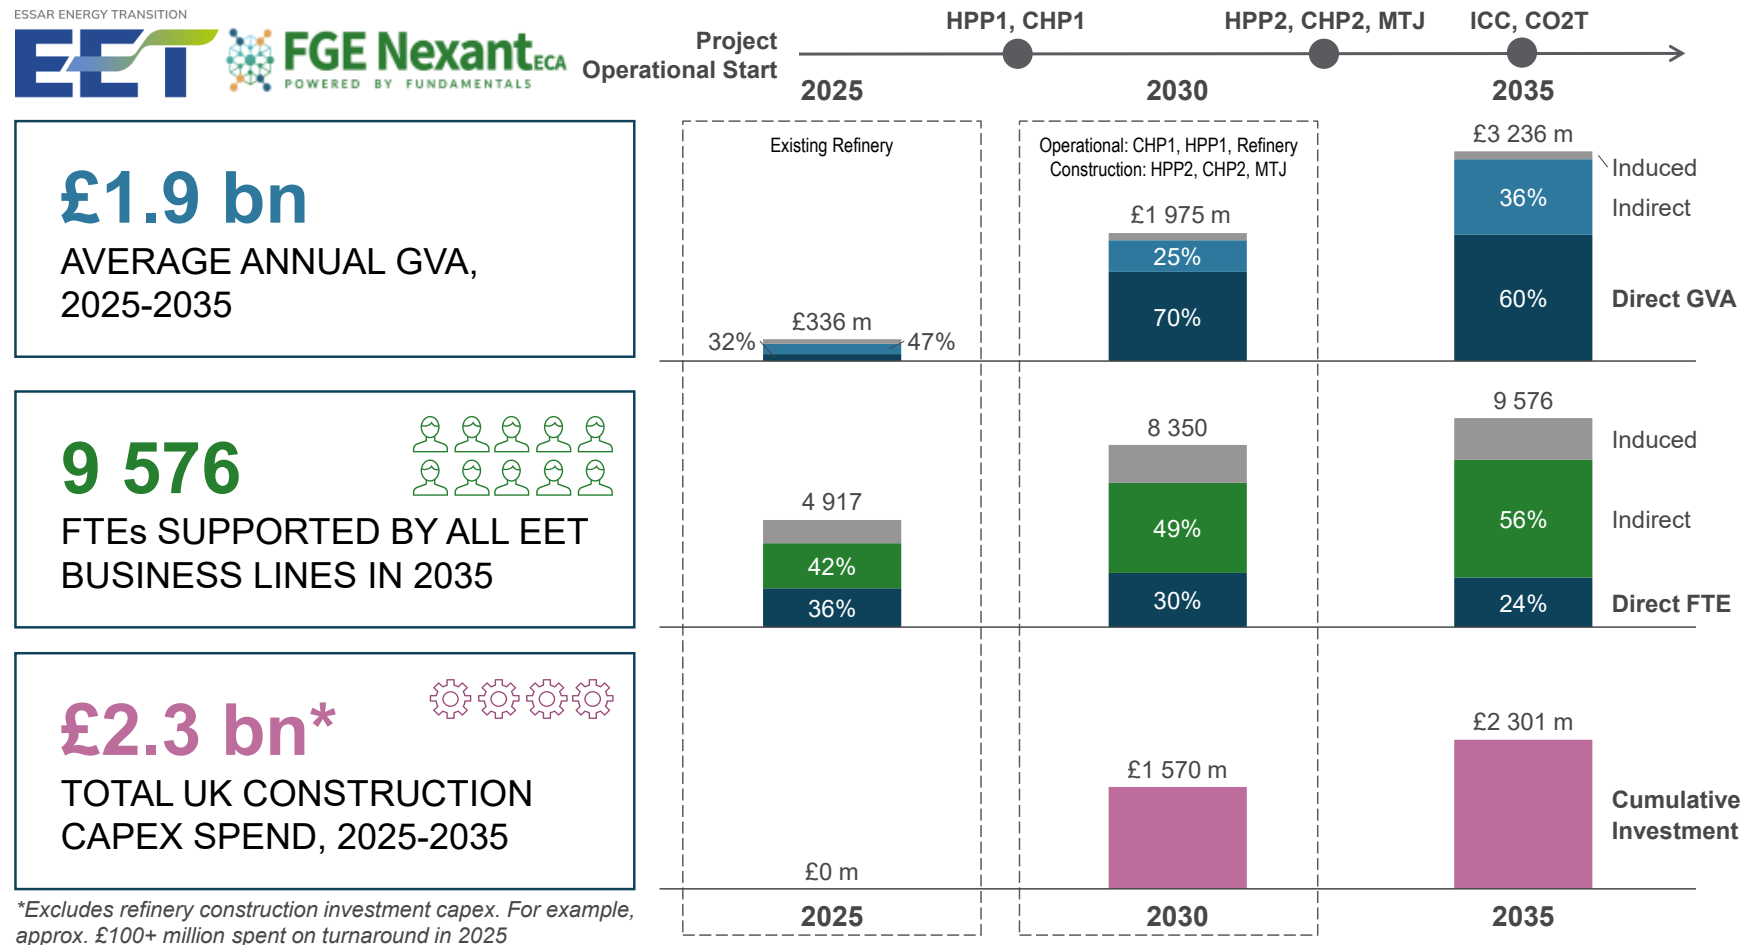 ESSAR ENERGY TRANSITION
EET
FGE NexantECA
POWERED BY FUNDAMENTALS
Project
Operational Start
HPP1, CHP1
HPP2, CHP2, MTJ
ICC, CO2T
2025
2030
2035
£1.9 bn
AVERAGE ANNUAL GVA,
2025-2035
Existing Refinery
£336 m
32%
47%
Operational: CHP1, HPP1, Refinery
Construction: HPP2, CHP2, MTJ
£1 975 m
25%
70%
£3 236 m
36%
60%
Induced
Indirect
Direct GVA
9 576
FTEs SUPPORTED BY ALL EET
BUSINESS LINES IN 2035
4 917
42%
36%
8 350
49%
30%
9 576
56%
24%
Induced
Indirect
Direct FTE
£2.3 bn*
TOTAL UK CONSTRUCTION
CAPEX SPEND, 2025-2035
£0 m
£1 570 m
£2 301 m
Cumulative
Investment
2025
2030
2035
*Excludes refinery construction investment capex. For example,
approx. £100+ million spent on turnaround in 2025